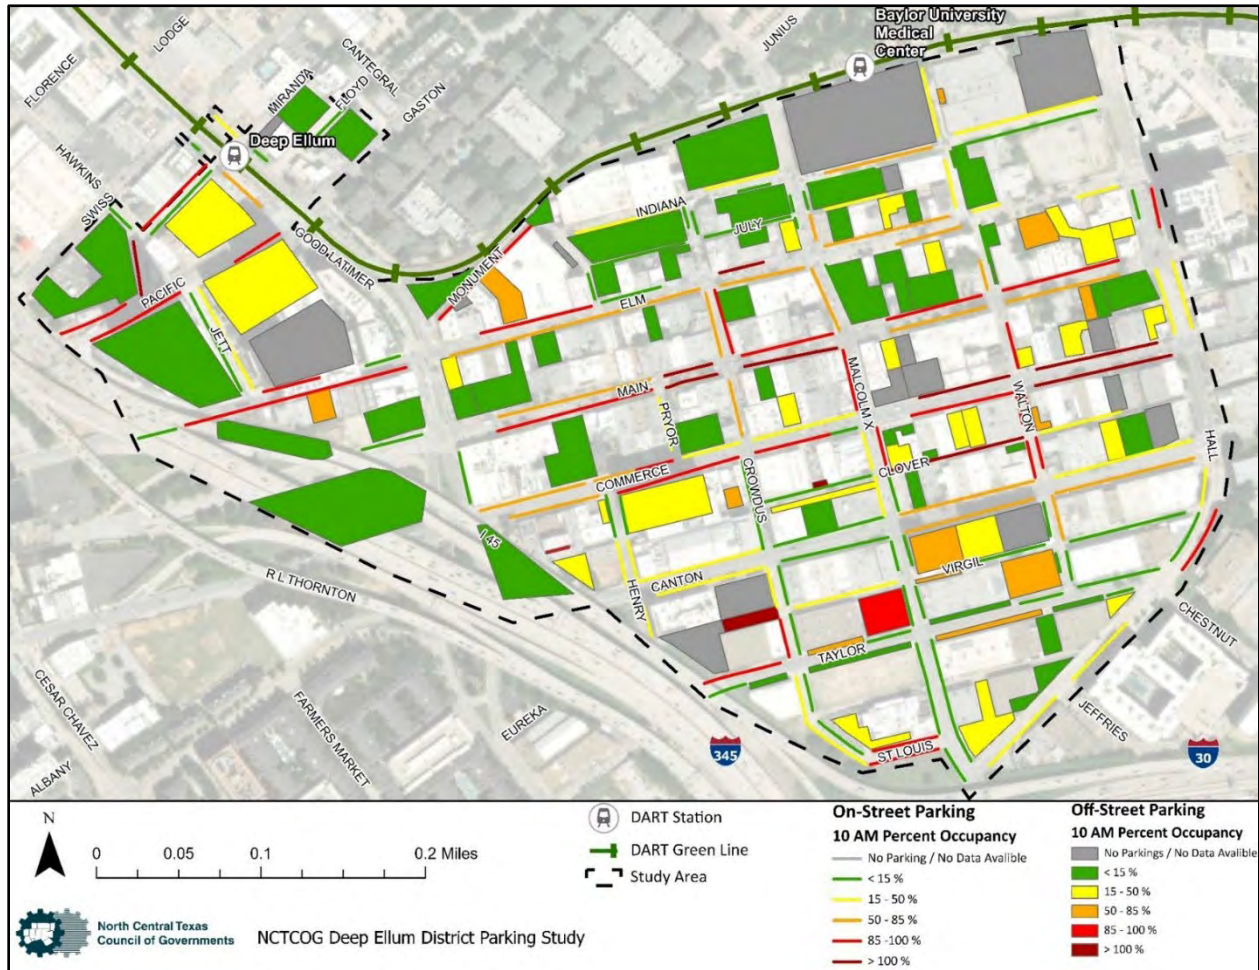 Baylor University
Medical
Center
LODGE
FLORENCE
CANTEGRAL
JUNIUS
MIRANDA
FLOYD
GASTON
Deep Ellum
HAWKINS
SWISS
INDIANA
JULY
GOOD LATIMER
MONUMENT
PACIFIC
ELM
JETT
MAIN
MALCOLM X
WALTON
PRYOR
HALL
COMMERCE
CROWDUS
CLOVER
I 45
VIRGIL
R L THORNTON
HENRY
CANTON
CHESTNUT
TAYLOR
CESAR CHAVEZ
FARMERS MARKET
EUREKA
JEFFRIES
ST LOUIS
345
30
ALBANY
N
0 0.05 0.1 0.2 Miles
DART Station
DART Green Line
Study Area
On-Street Parking
10 AM Percent Occupancy
No Parking / No Data Avalible
< 15 %
15 - 50 %
50 - 85 %
85 -100 %
> 100 %
Off-Street Parking
10 AM Percent Occupancy
No Parkings / No Data Avalible
< 15 %
15 - 50 %
50 - 85 %
85 - 100 %
> 100 %
North Central Texas
Council of Governments
NCTCOG Deep Ellum District Parking Study